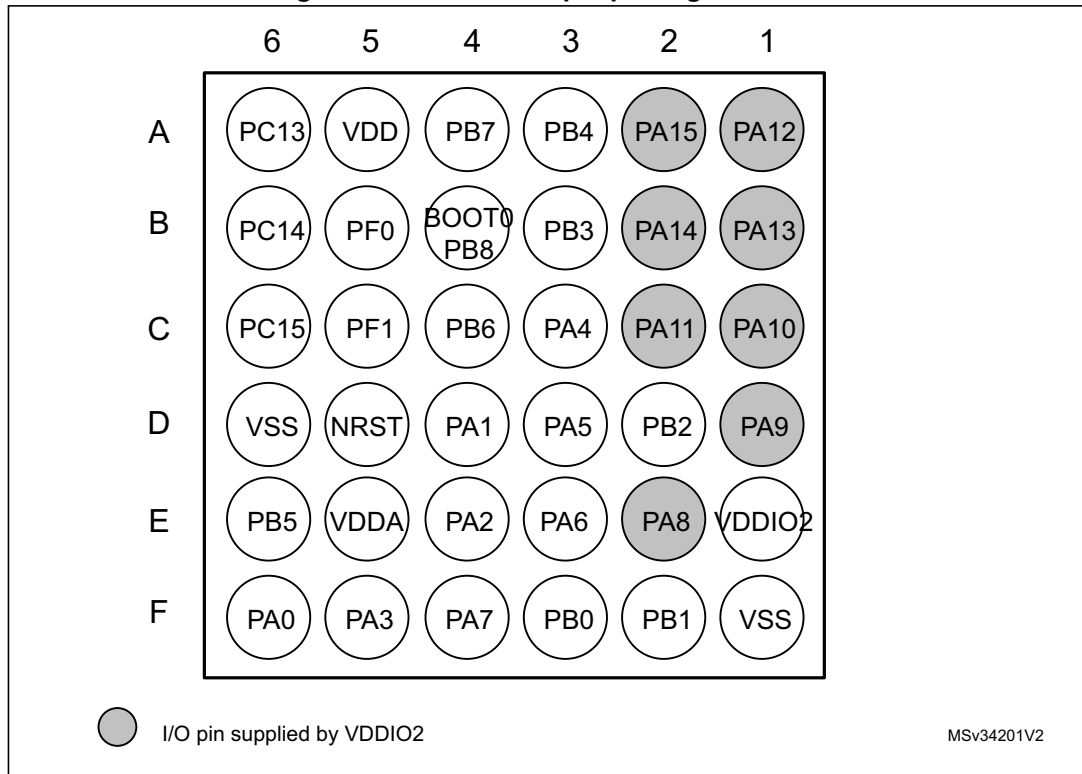 6 5 4 3 2 1
A PC13 VDD PB7 PB4 PA15 PA12
B PC14 PF0 BOOT0 PB8 PB3 PA14 PA13
C PC15 PF1 PB6 PA4 PA11 PA10
D VSS NRST PA1 PA5 PB2 PA9
E PB5 VDDA PA2 PA6 PA8 VDDIO2
F PA0 PA3 PA7 PB0 PB1 VSS
I/O pin supplied by VDDIO2
MSv34201V2